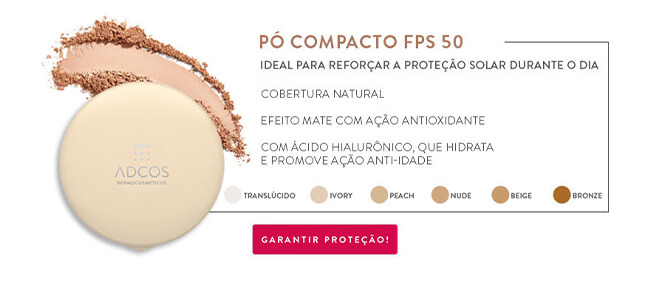 PÓ COMPACTO FPS 50
IDEAL PARA REFORÇAR A PROTEÇÃO SOLAR DURANTE O DIA
COBERTURA NATURAL
EFEITO MATE COM AÇÃO ANTIOXIDANTE
COM ÁCIDO HIALURÔNICO, QUE HIDRATA
E PROMOVE AÇÃO ANTI-IDADE
ADCOS
DERMOCOSMÉTICOS
TRANSLÚCIDO IVORY PEACH NUDE BEIGE BRONZE
GARANTIR PROTEÇÃO!